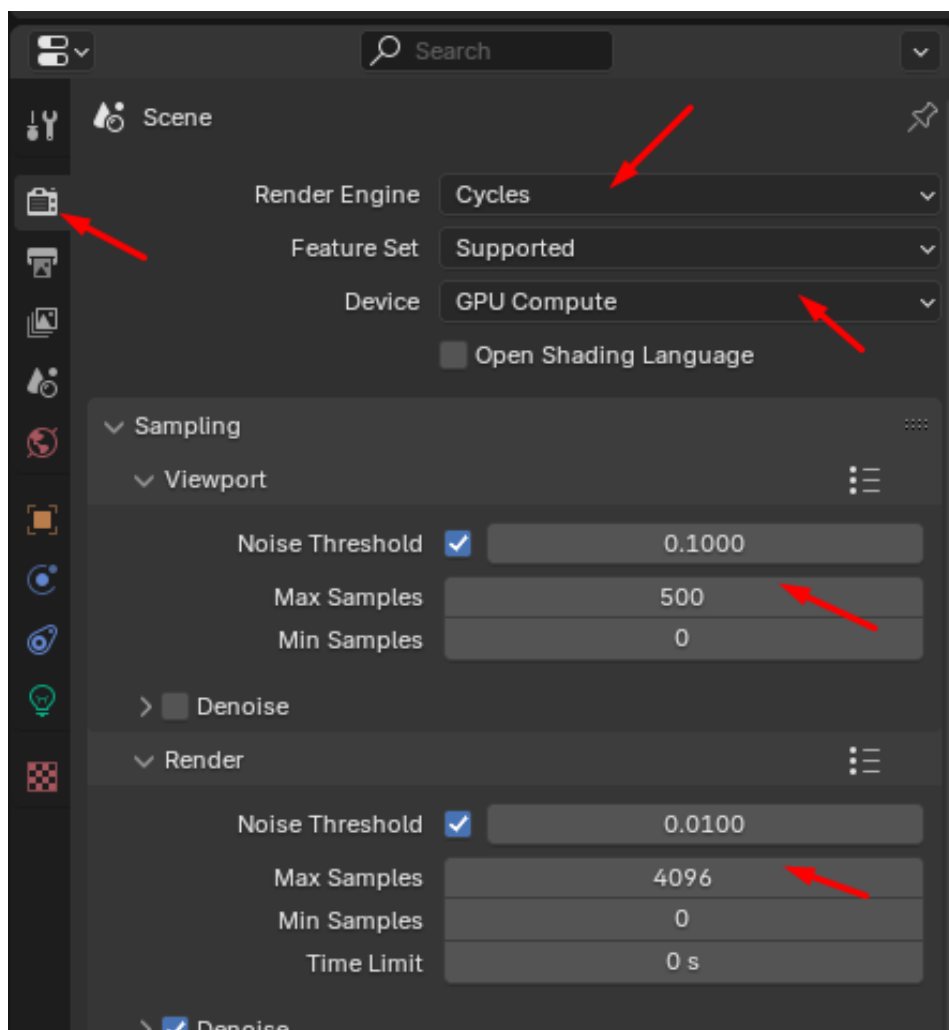 Search
Scene
Render Engine Cycles
Feature Set Supported
Device GPU Compute
Open Shading Language
Sampling
Viewport
Noise Threshold 0.1000
Max Samples 500
Min Samples 0
Denoise
Render
Noise Threshold 0.0100
Max Samples 4096
Min Samples 0
Time Limit 0 s
Denoise